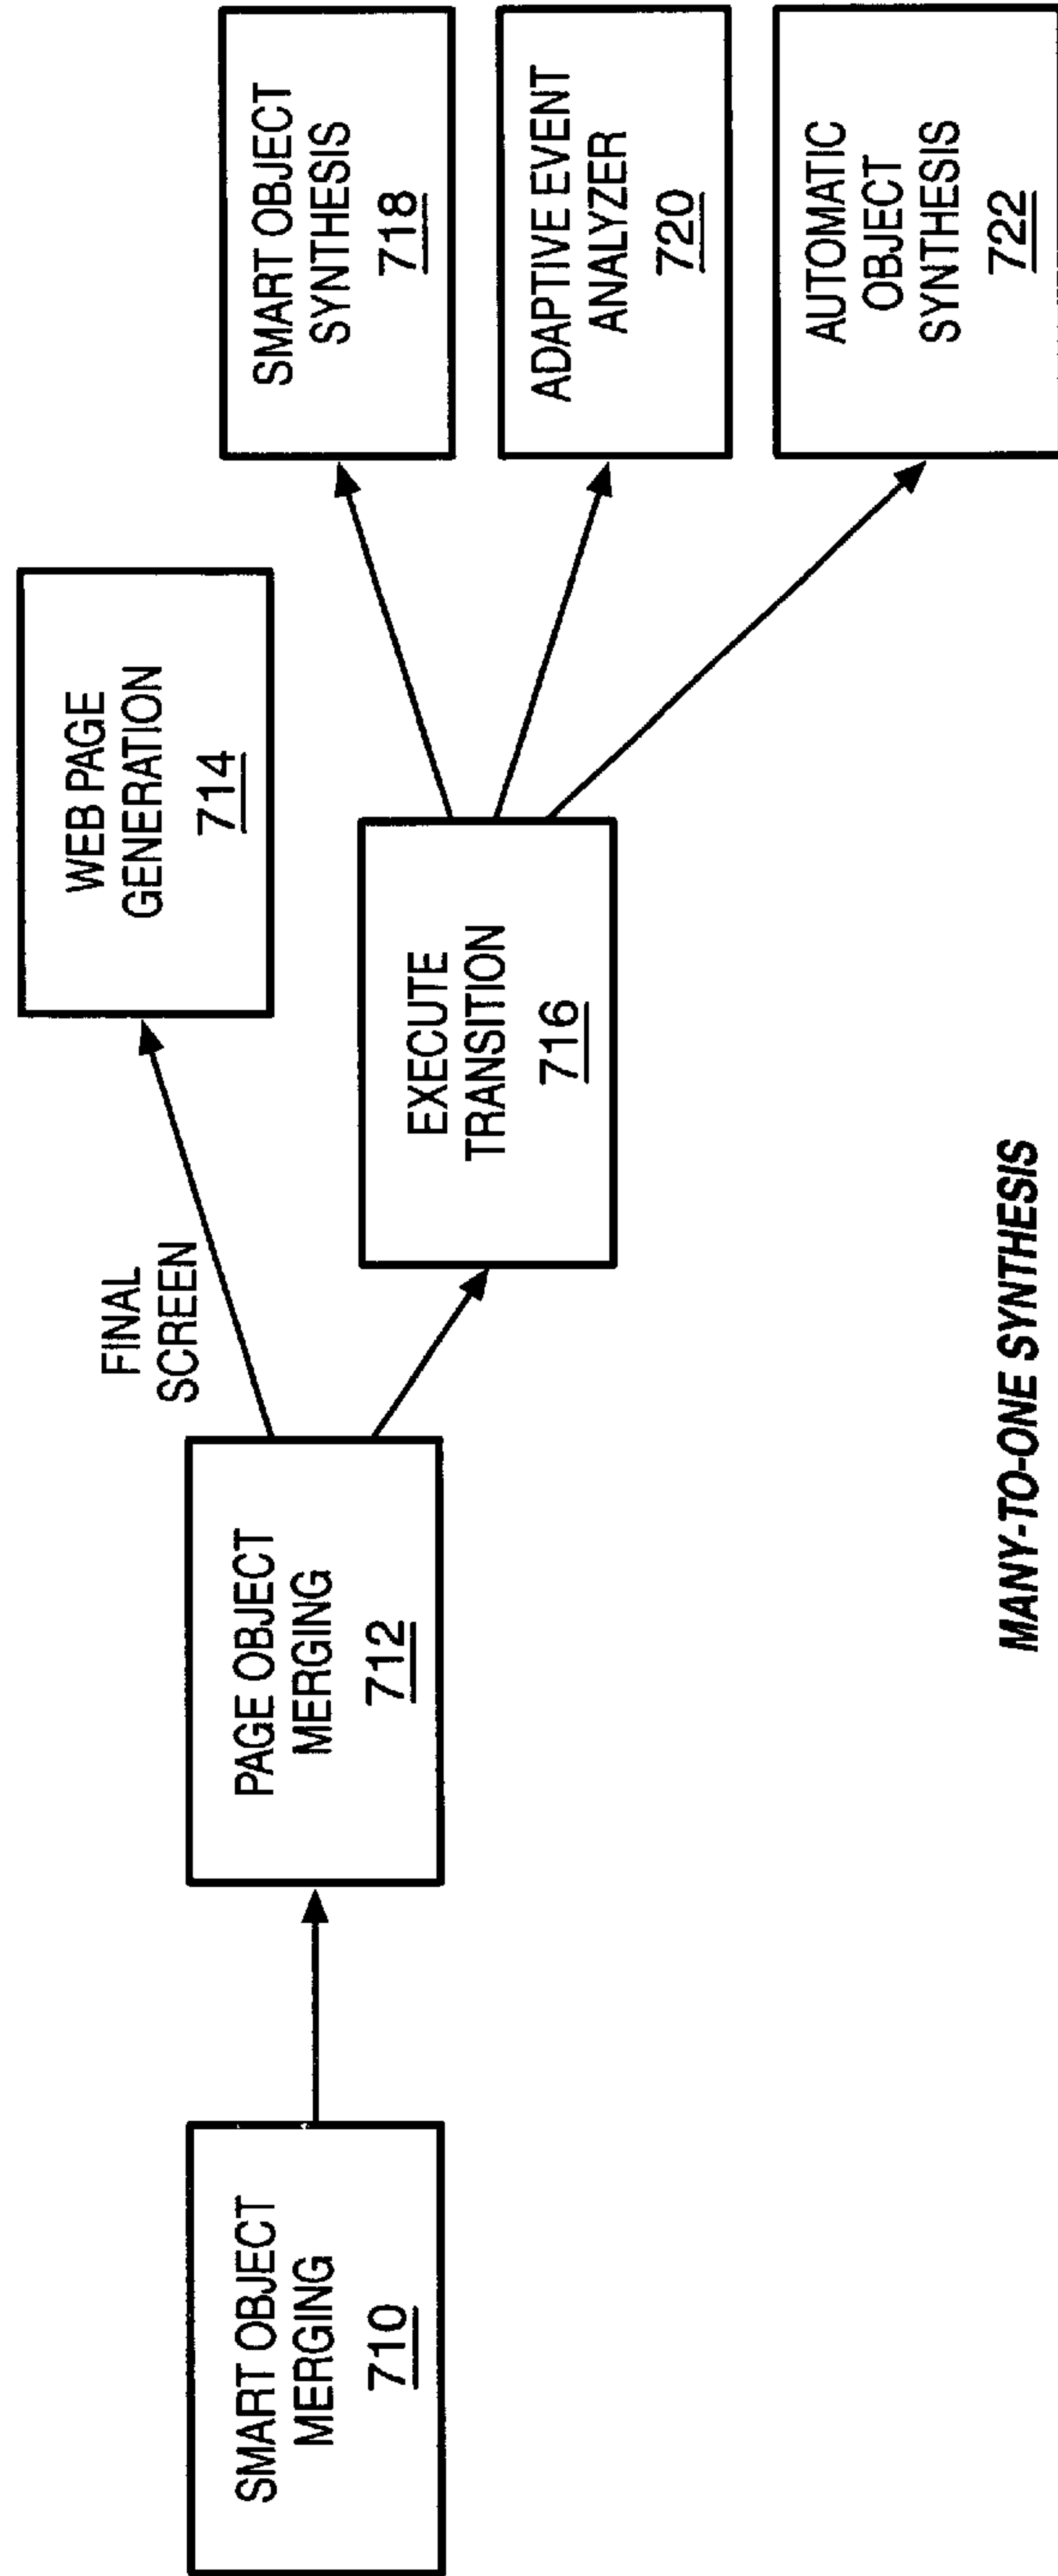 SMART OBJECT
MERGING
710
PAGE OBJECT
MERGING
712
FINAL
SCREEN
WEB PAGE
GENERATION
714
EXECUTE
TRANSITION
716
SMART OBJECT
SYNTHESIS
718
ADAPTIVE EVENT
ANALYZER
720
AUTOMATIC
OBJECT
SYNTHESIS
722
MANY-TO-ONE SYNTHESIS